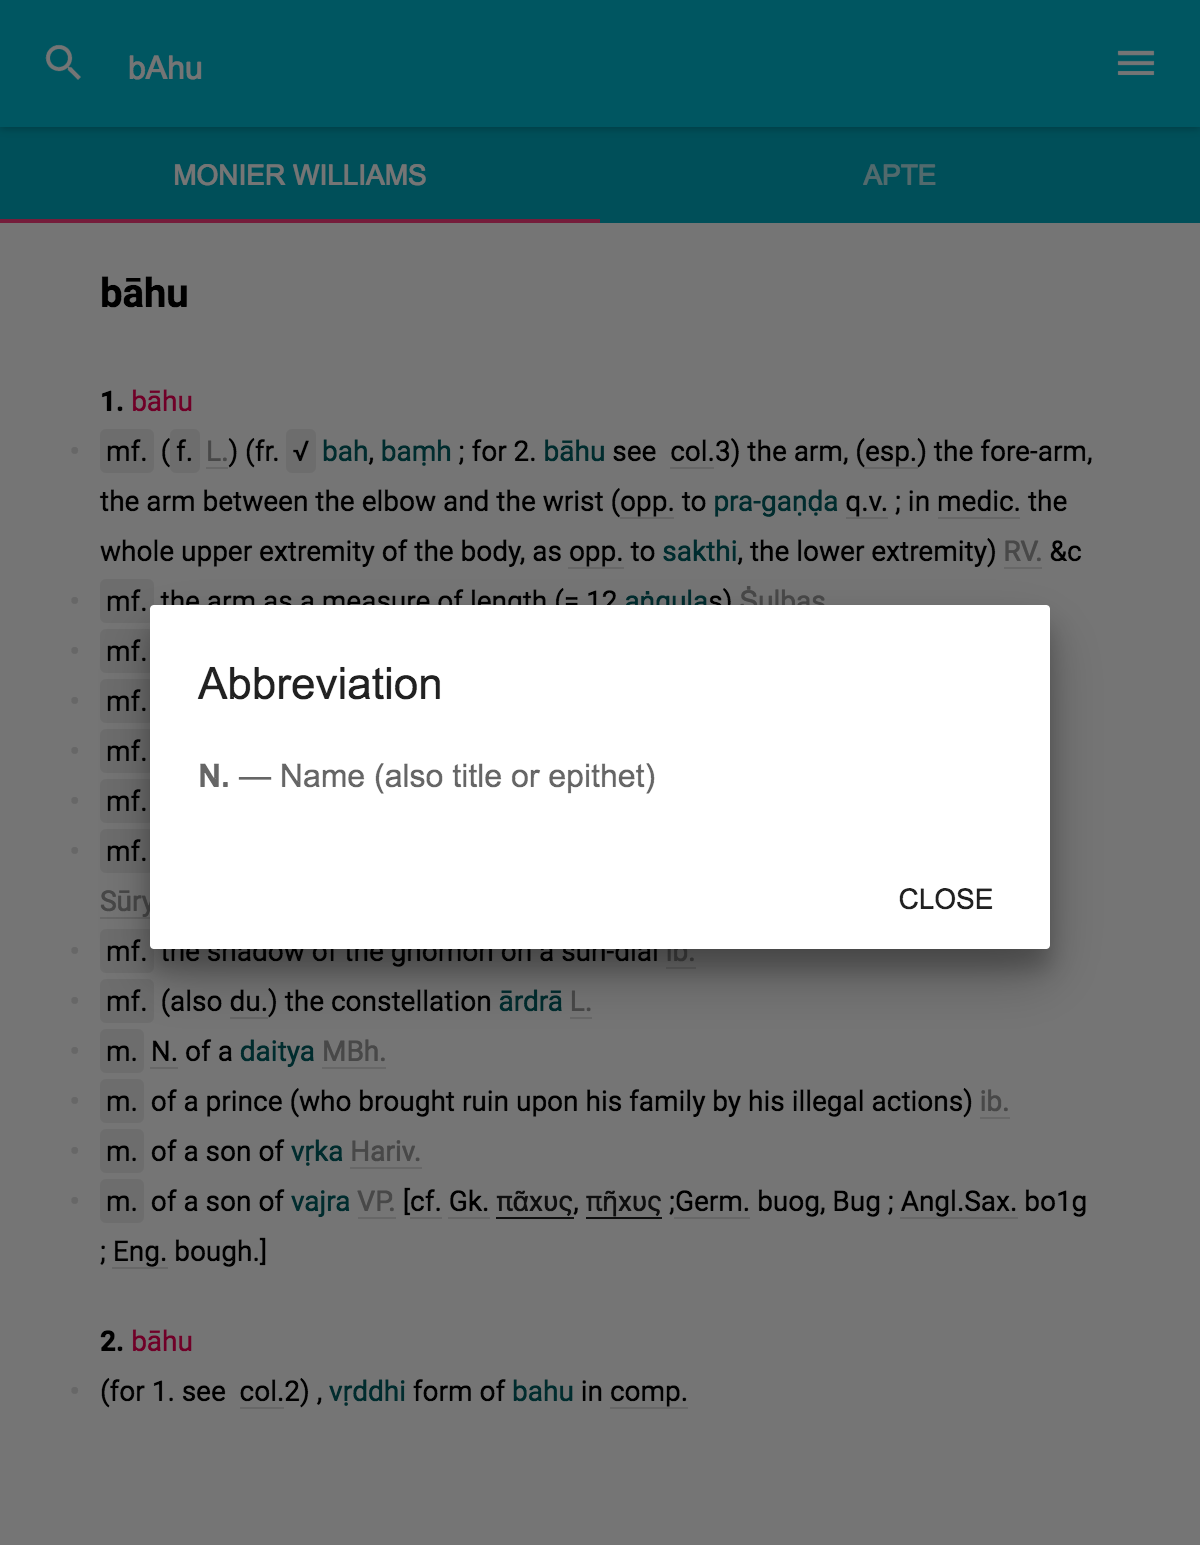 bAhu
MONIER WILLIAMS
APTE
bāhu
1. bāhu
mf. ( f. L.) (fr. √ bah, baṃh ; for 2. bāhu see col.3) the arm, (esp.) the fore-arm,
the arm between the elbow and the wrist (opp. to pra-gaṇḍa q.v. ; in medic. the
whole upper extremity of the body, as opp. to sakthi, the lower extremity) RV. &c
mf. the arm as a measure of length (= 12 aṅgulas) Śulbas
mf.
mf.
mf.
mf.
mf.
Abbreviation
N. — Name (also title or epithet)
CLOSE
mf. the shadow of the gnomon on a sun-dial ib.
mf. (also du.) the constellation ārdrā L.
m. N. of a daitya MBh.
m. of a prince (who brought ruin upon his family by his illegal actions) ib.
m. of a son of vṛka Hariv.
m. of a son of vajra VP. [cf. Gk. πᾶχυς, πῆχυς ;Germ. buog, Bug ; Angl.Sax. bo1g
; Eng. bough.]
2. bāhu
(for 1. see col.2) , vṛddhi form of bahu in comp.